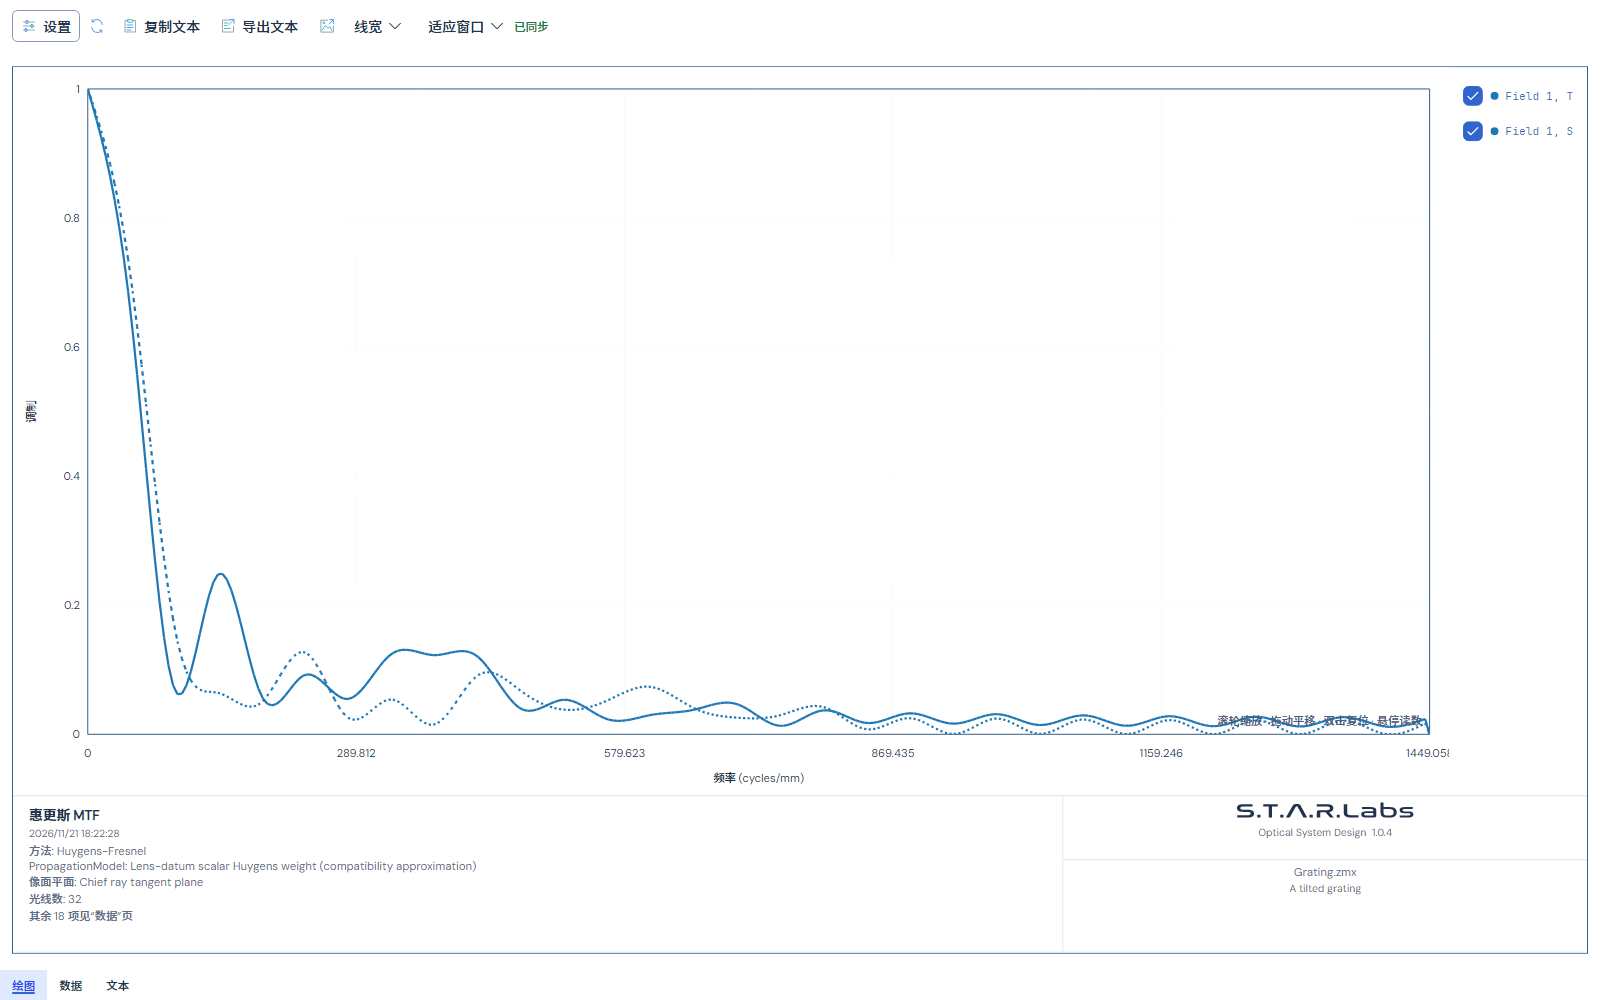 设置 复制文本 导出文本 线宽 适应窗口 已同步
1
0.8
0.6
0.4
0.2
0
调制
0 289.812 579.623 869.435 1159.246 1449.058
频率 (cycles/mm)
滚轮缩放 · 拖动平移 · 双击复位 · 悬停读数
Field 1, T
Field 1, S
惠更斯 MTF
2026/11/21 18:22:28
方法: Huygens-Fresnel
PropagationModel: Lens-datum scalar Huygens weight (compatibility approximation)
像面平面: Chief ray tangent plane
光线数: 32
其余 18 项见“数据”页
S.T.A.R.Labs
Optical System Design 1.0.4
Grating.zmx
A tilted grating
绘图 数据 文本